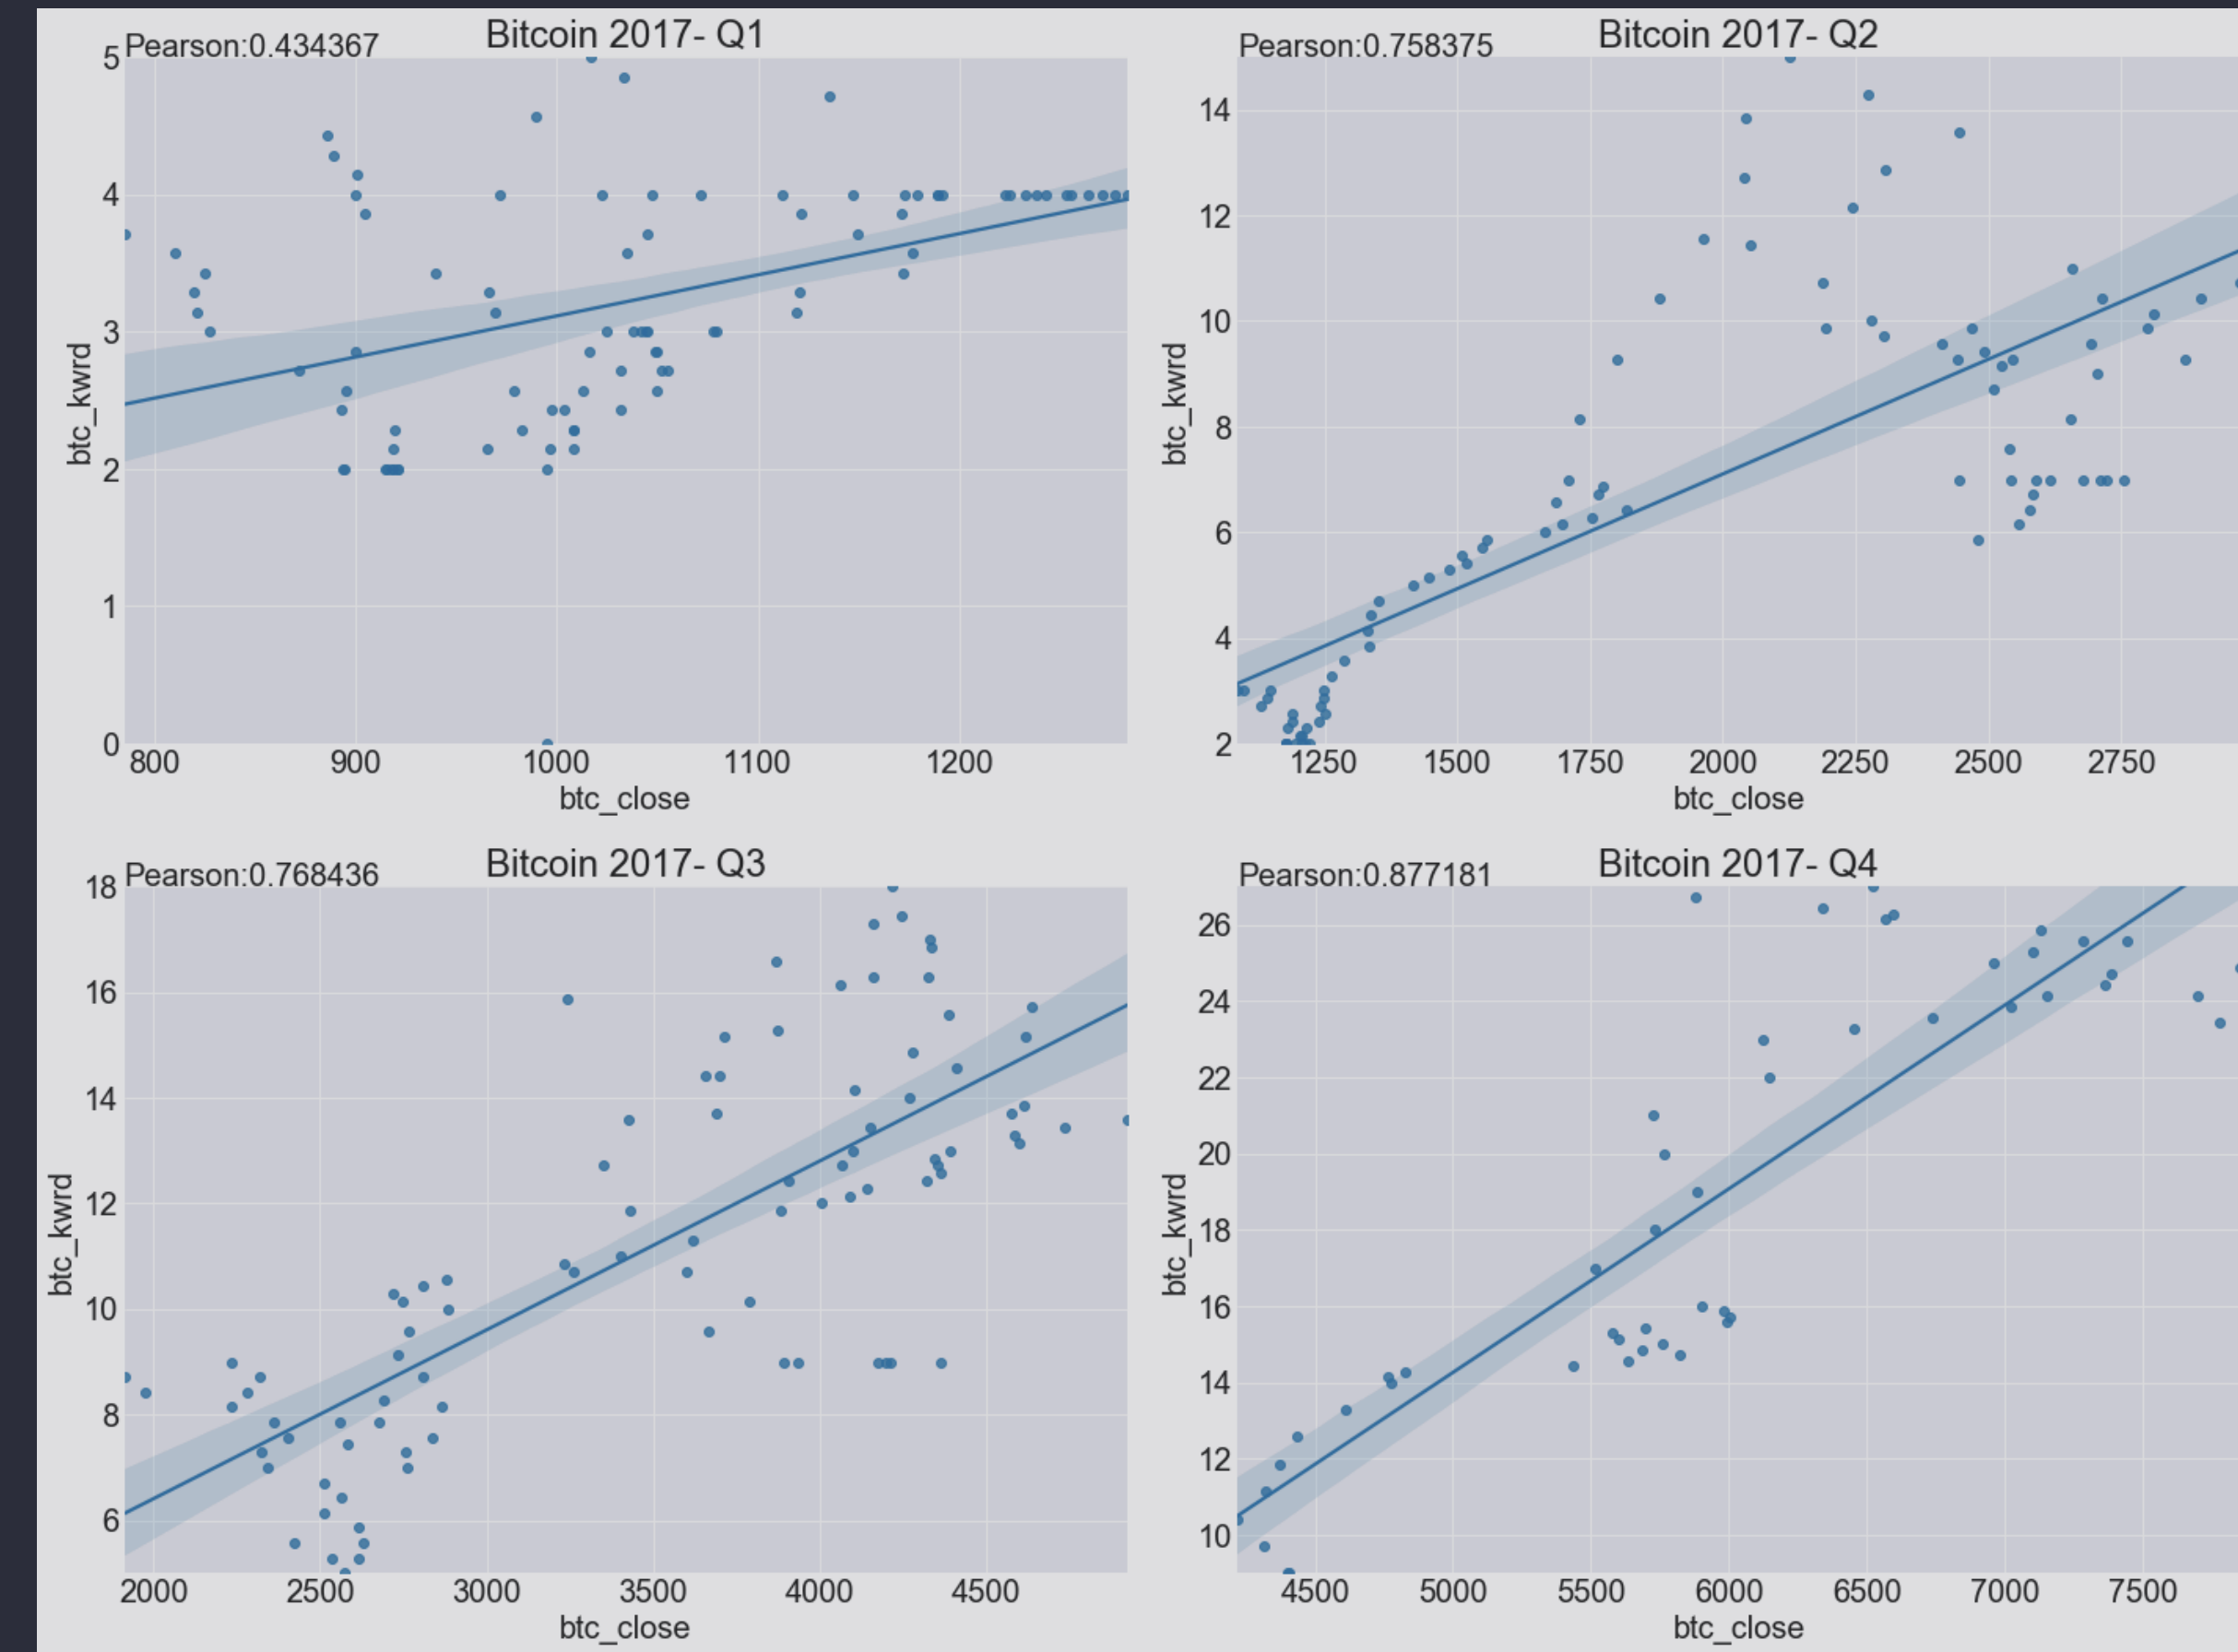 Bitcoin 2017- Q1
Pearson:0.434367
5
4
3
2
1
0
btc_kwrd
800 900 1000 1100 1200
btc_close
Bitcoin 2017- Q2
Pearson:0.758375
14
12
10
8
6
4
2
btc_kwrd
1250 1500 1750 2000 2250 2500 2750
btc_close
Bitcoin 2017- Q3
Pearson:0.768436
18
16
14
12
10
8
6
btc_kwrd
2000 2500 3000 3500 4000 4500
btc_close
Bitcoin 2017- Q4
Pearson:0.877181
26
24
22
20
18
16
14
12
10
btc_kwrd
4500 5000 5500 6000 6500 7000 7500
btc_close